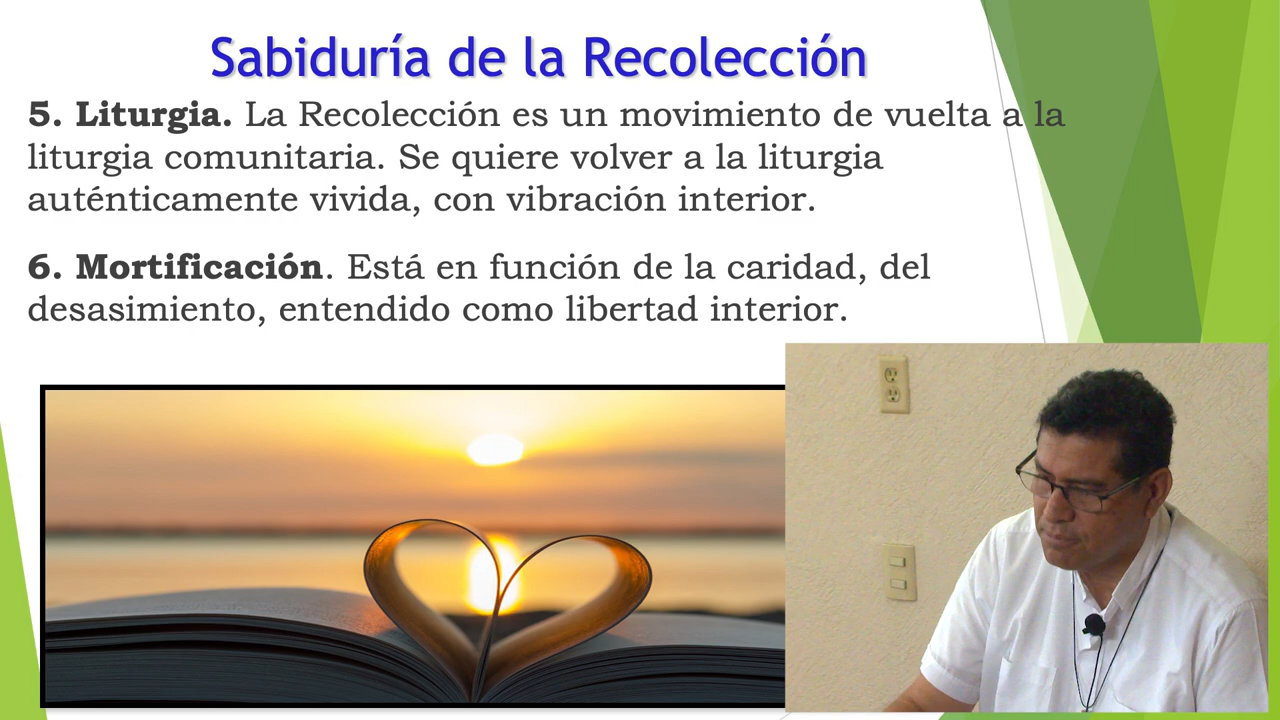 Sabiduría de la Recolección
5. Liturgia. La Recolección es un movimiento de vuelta a la
liturgia comunitaria. Se quiere volver a la liturgia
auténticamente vivida, con vibración interior.
6. Mortificación. Está en función de la caridad, del
desasimiento, entendido como libertad interior.